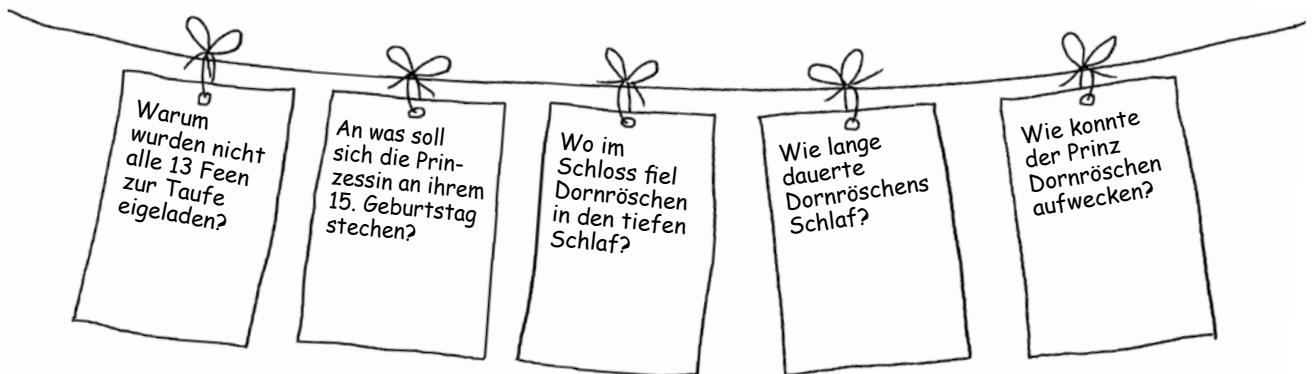 Warum
wurden nicht
alle 13 Feen
zur Taufe
eigeladen?
An was soll
sich die Prin-
zessin an ihrem
15. Geburtstag
stechen?
Wo im
Schloss fiel
Dornröschen
in den tiefen
Schlaf?
Wie lange
dauerte
Dornröschens
Schlaf?
Wie konnte
der Prinz
Dornröschen
aufwecken?